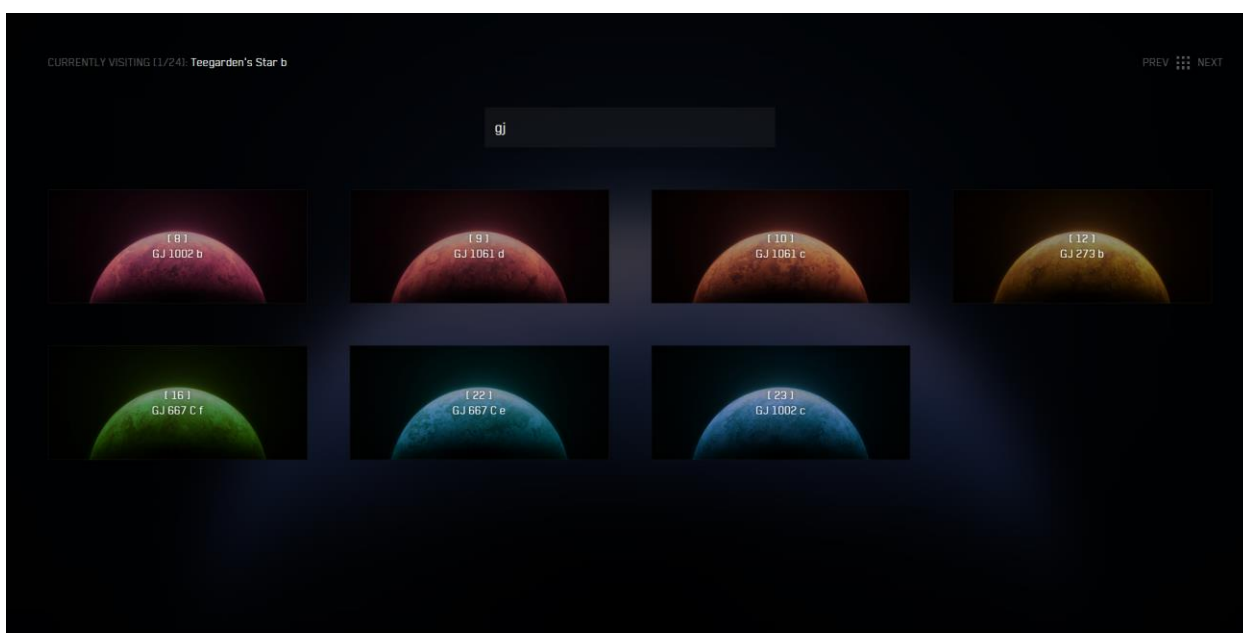 CURRENTLY VISITING [1/24]: Teegarden's Star b
PREV NEXT
gj
[ 8 ]
GJ 1002 b
[ 9 ]
GJ 1061 d
[ 10 ]
GJ 1061 c
[ 12 ]
GJ 273 b
[ 16 ]
GJ 667 C f
[ 22 ]
GJ 667 C e
[ 23 ]
GJ 1002 c